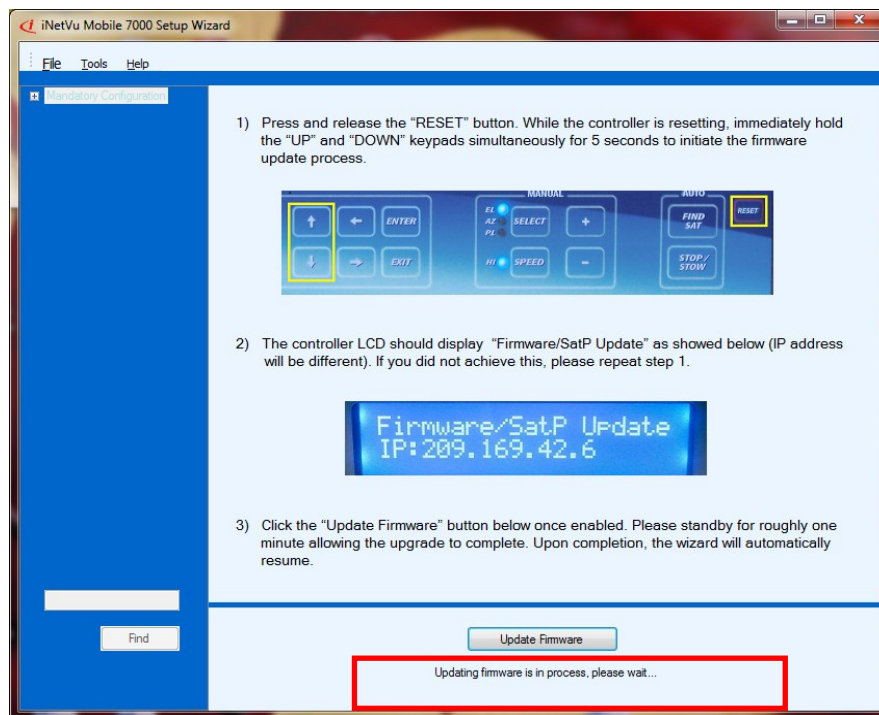 iNetVu Mobile 7000 Setup Wizard
File Tools Help
Mandatory Configuration
1) Press and release the “RESET” button. While the controller is resetting, immediately hold
the “UP” and “DOWN” keypads simultaneously for 5 seconds to initiate the firmware
update process.
MANUAL
AUTO
ENTER
EL
AZ
PL
SELECT
+
FIND
SAT
RESET
EXIT
HI
SPEED
-
STOP/
STOW
2) The controller LCD should display “Firmware/SatP Update” as showed below (IP address
will be different). If you did not achieve this, please repeat step 1.
Firmware/SatP Update
IP:209.169.42.6
3) Click the “Update Firmware” button below once enabled. Please standby for roughly one
minute allowing the upgrade to complete. Upon completion, the wizard will automatically
resume.
Find
Update Firmware
Updating firmware is in process, please wait...